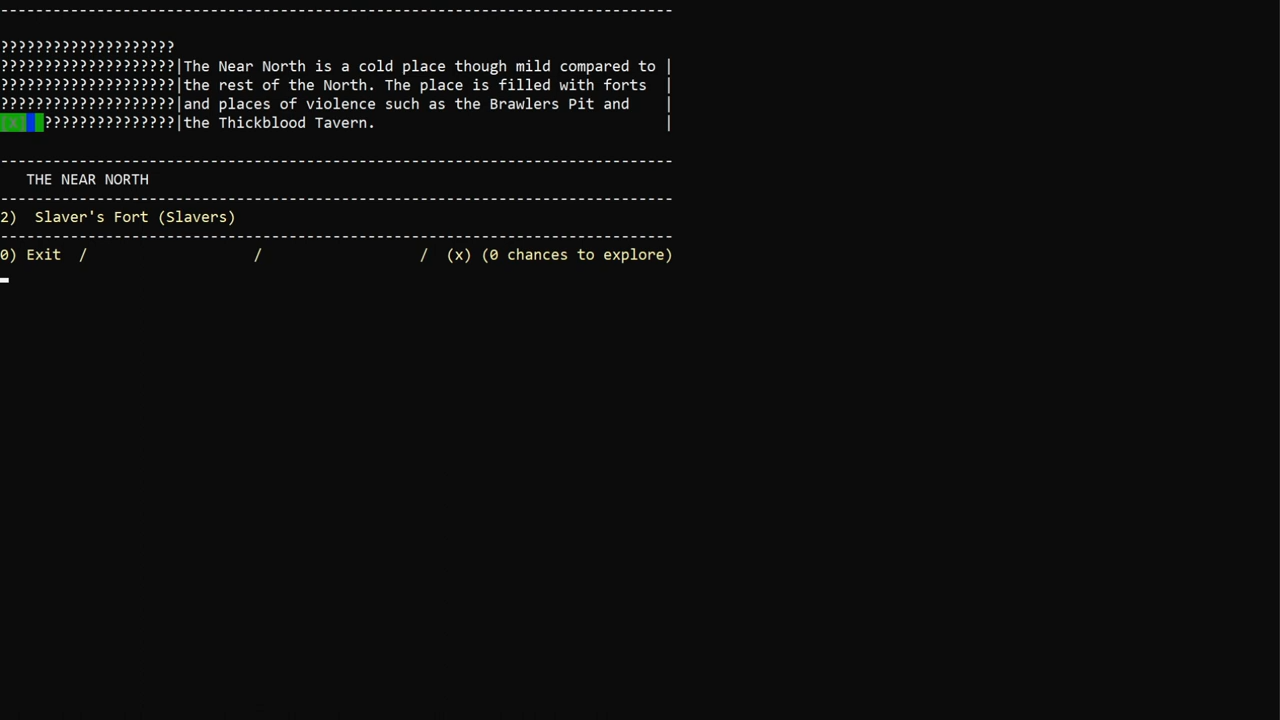 -----------------------------------------------------------------------------
????????????????????
????????????????????|The Near North is a cold place though mild compared to |
????????????????????|the rest of the North. The place is filled with forts  |
????????????????????|and places of violence such as the Brawlers Pit and    |
[X]  ???????????????|the Thickblood Tavern.                                 |
-----------------------------------------------------------------------------
   THE NEAR NORTH
-----------------------------------------------------------------------------
2)  Slaver's Fort (Slavers)
-----------------------------------------------------------------------------
0) Exit  /                   /                  /  (x) (0 chances to explore)